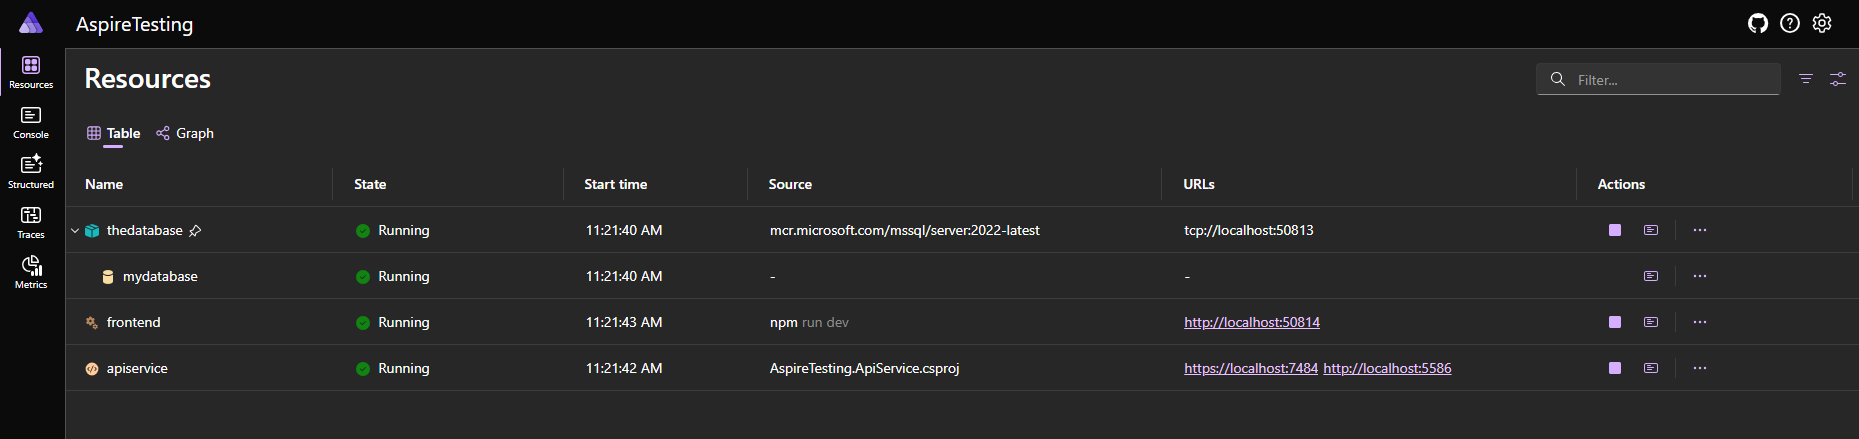 AspireTesting
Resources
Console
Structured
Traces
Metrics
Resources
Filter...
Table Graph
Name State Start time Source URLs Actions
thedatabase Running 11:21:40 AM mcr.microsoft.com/mssql/server:2022-latest tcp://localhost:50813
mydatabase Running 11:21:40 AM - -
frontend Running 11:21:43 AM npm run dev http://localhost:50814
apiservice Running 11:21:42 AM AspireTesting.ApiService.csproj https://localhost:7484 http://localhost:5586